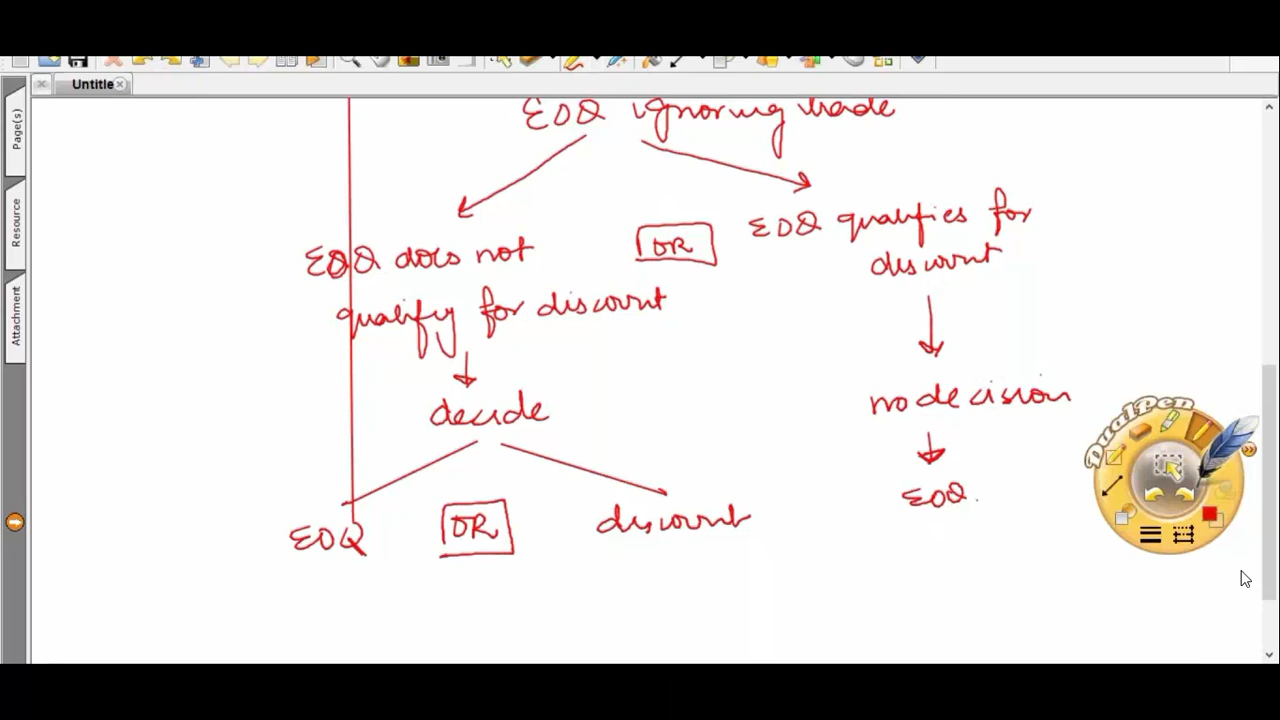 Untitle
Page(s)
Resource
Attachment
EOQ ignoring trade
EOQ does not
qualify for discount
OR
EOQ qualifies for
discount
decide
no decision
EOQ
OR
discount
EOQ.
DualPen